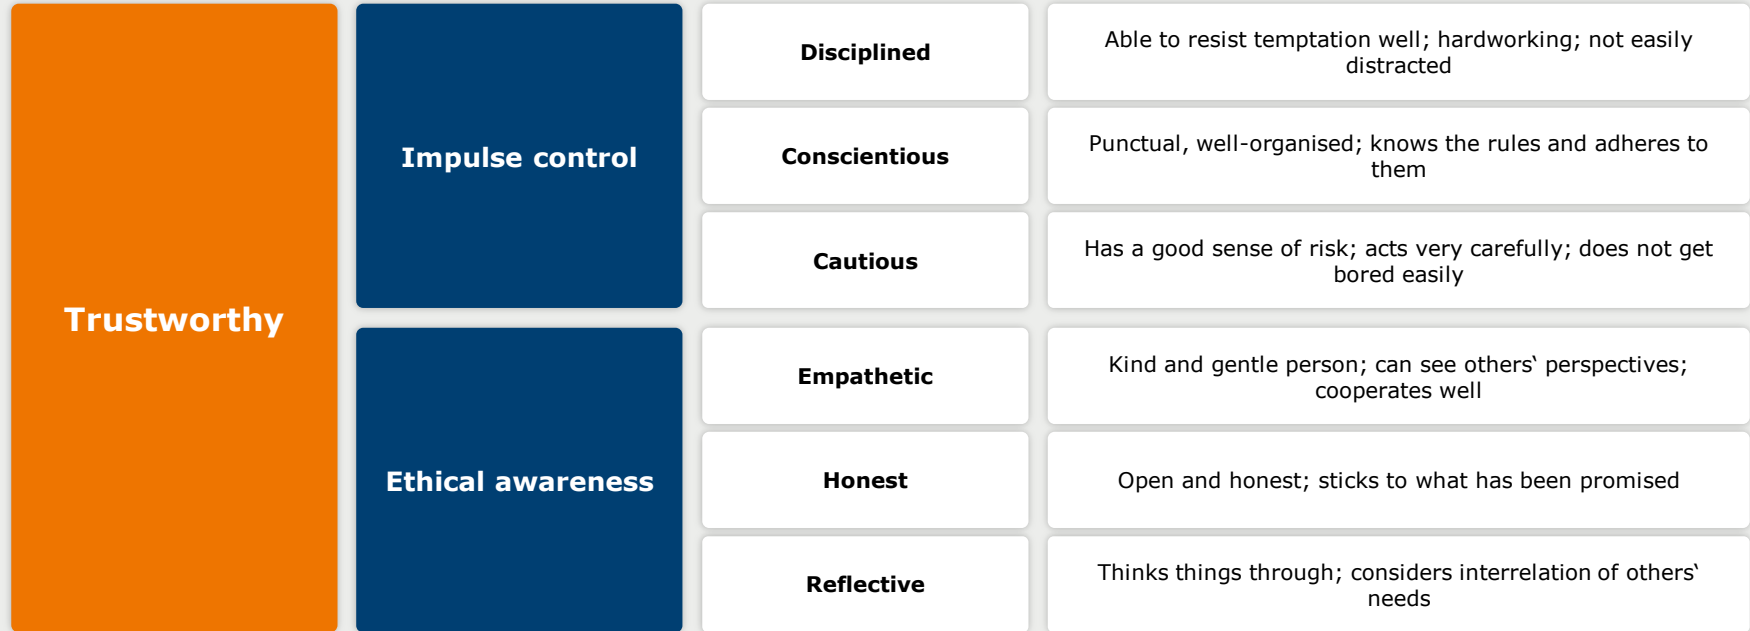 Trustworthy
Impulse control
Disciplined
Able to resist temptation well; hardworking; not easily
distracted
Conscientious
Punctual, well-organised; knows the rules and adheres to
them
Cautious
Has a good sense of risk; acts very carefully; does not get
bored easily
Ethical awareness
Empathetic
Kind and gentle person; can see others‘ perspectives;
cooperates well
Honest
Open and honest; sticks to what has been promised
Reflective
Thinks things through; considers interrelation of others‘
needs